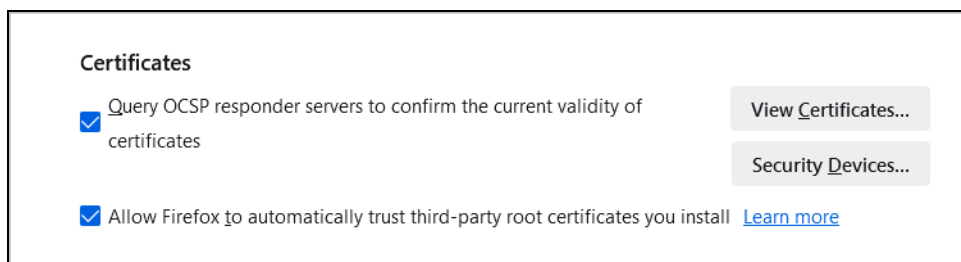 Certificates
Query OCSP responder servers to confirm the current validity of
certificates
View Certificates...
Security Devices...
Allow Firefox to automatically trust third-party root certificates you install Learn more